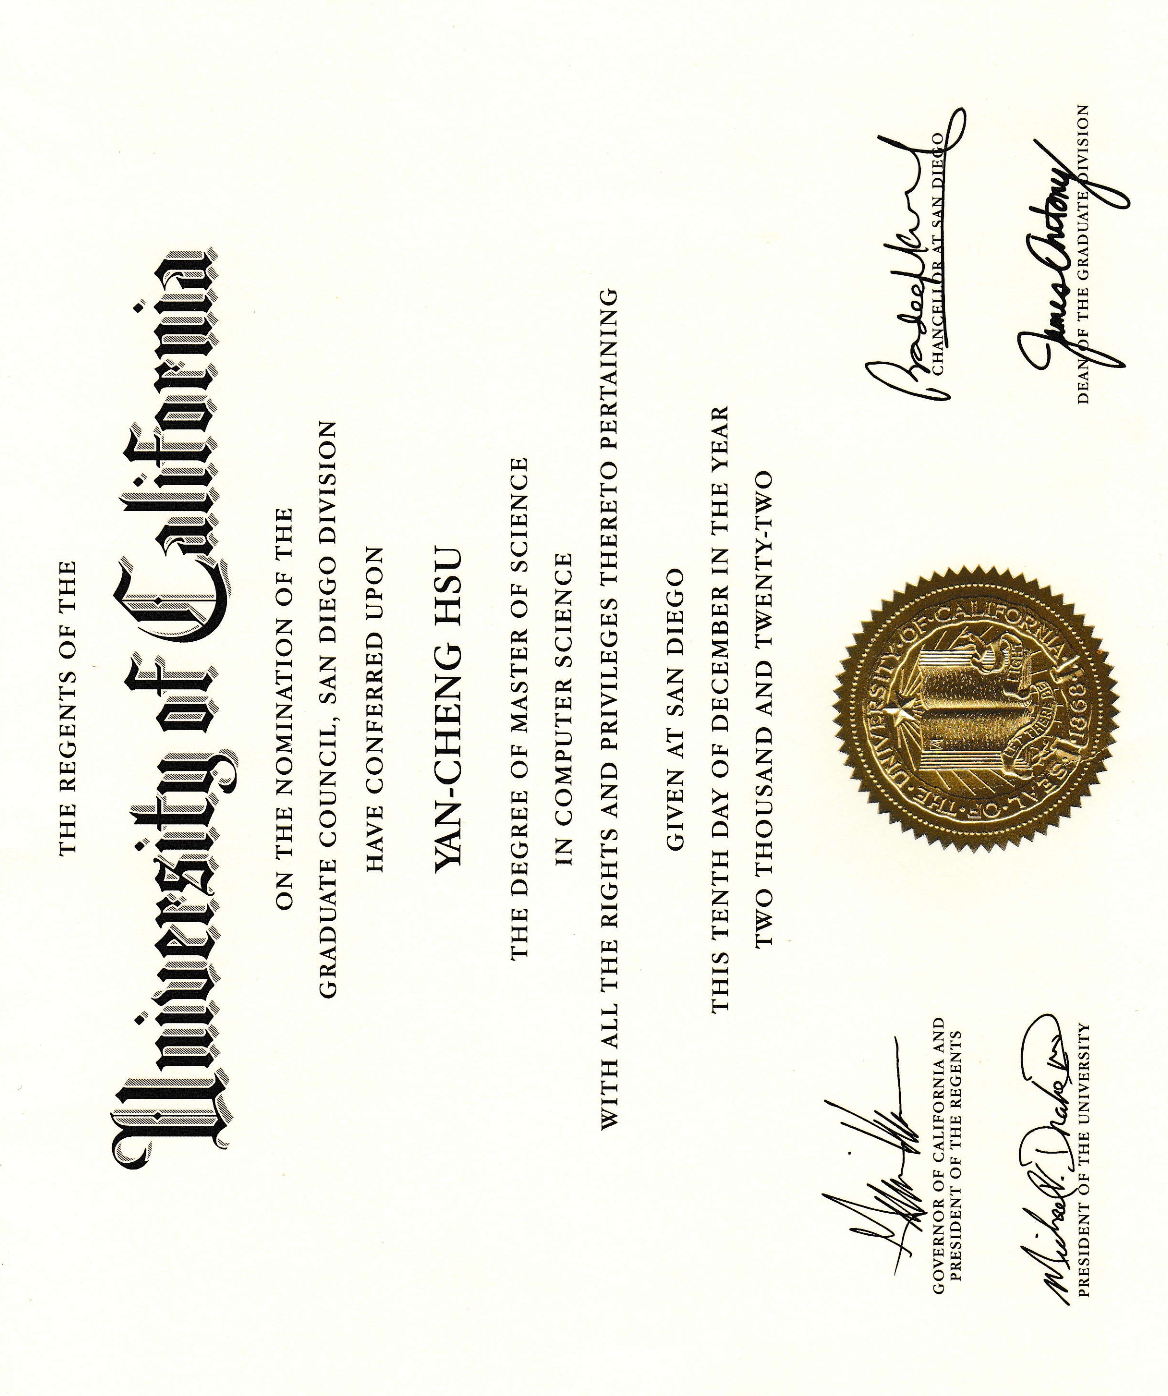 THE REGENTS OF THE
University of California
ON THE NOMINATION OF THE
GRADUATE COUNCIL, SAN DIEGO DIVISION
HAVE CONFERRED UPON
YAN-CHENG HSU
THE DEGREE OF MASTER OF SCIENCE
IN COMPUTER SCIENCE
WITH ALL THE RIGHTS AND PRIVILEGES THERETO PERTAINING
GIVEN AT SAN DIEGO
THIS TENTH DAY OF DECEMBER IN THE YEAR
TWO THOUSAND AND TWENTY-TWO
GOVERNOR OF CALIFORNIA AND
PRESIDENT OF THE REGENTS
Michael V. Drake MD
PRESIDENT OF THE UNIVERSITY
SEAL·OF·THE·UNIVERSITY·OF·CALIFORNIA
LET THERE BE
LIGHT
1868
Pradeep Khosla
CHANCELLOR AT SAN DIEGO
James Antony
DEAN OF THE GRADUATE DIVISION